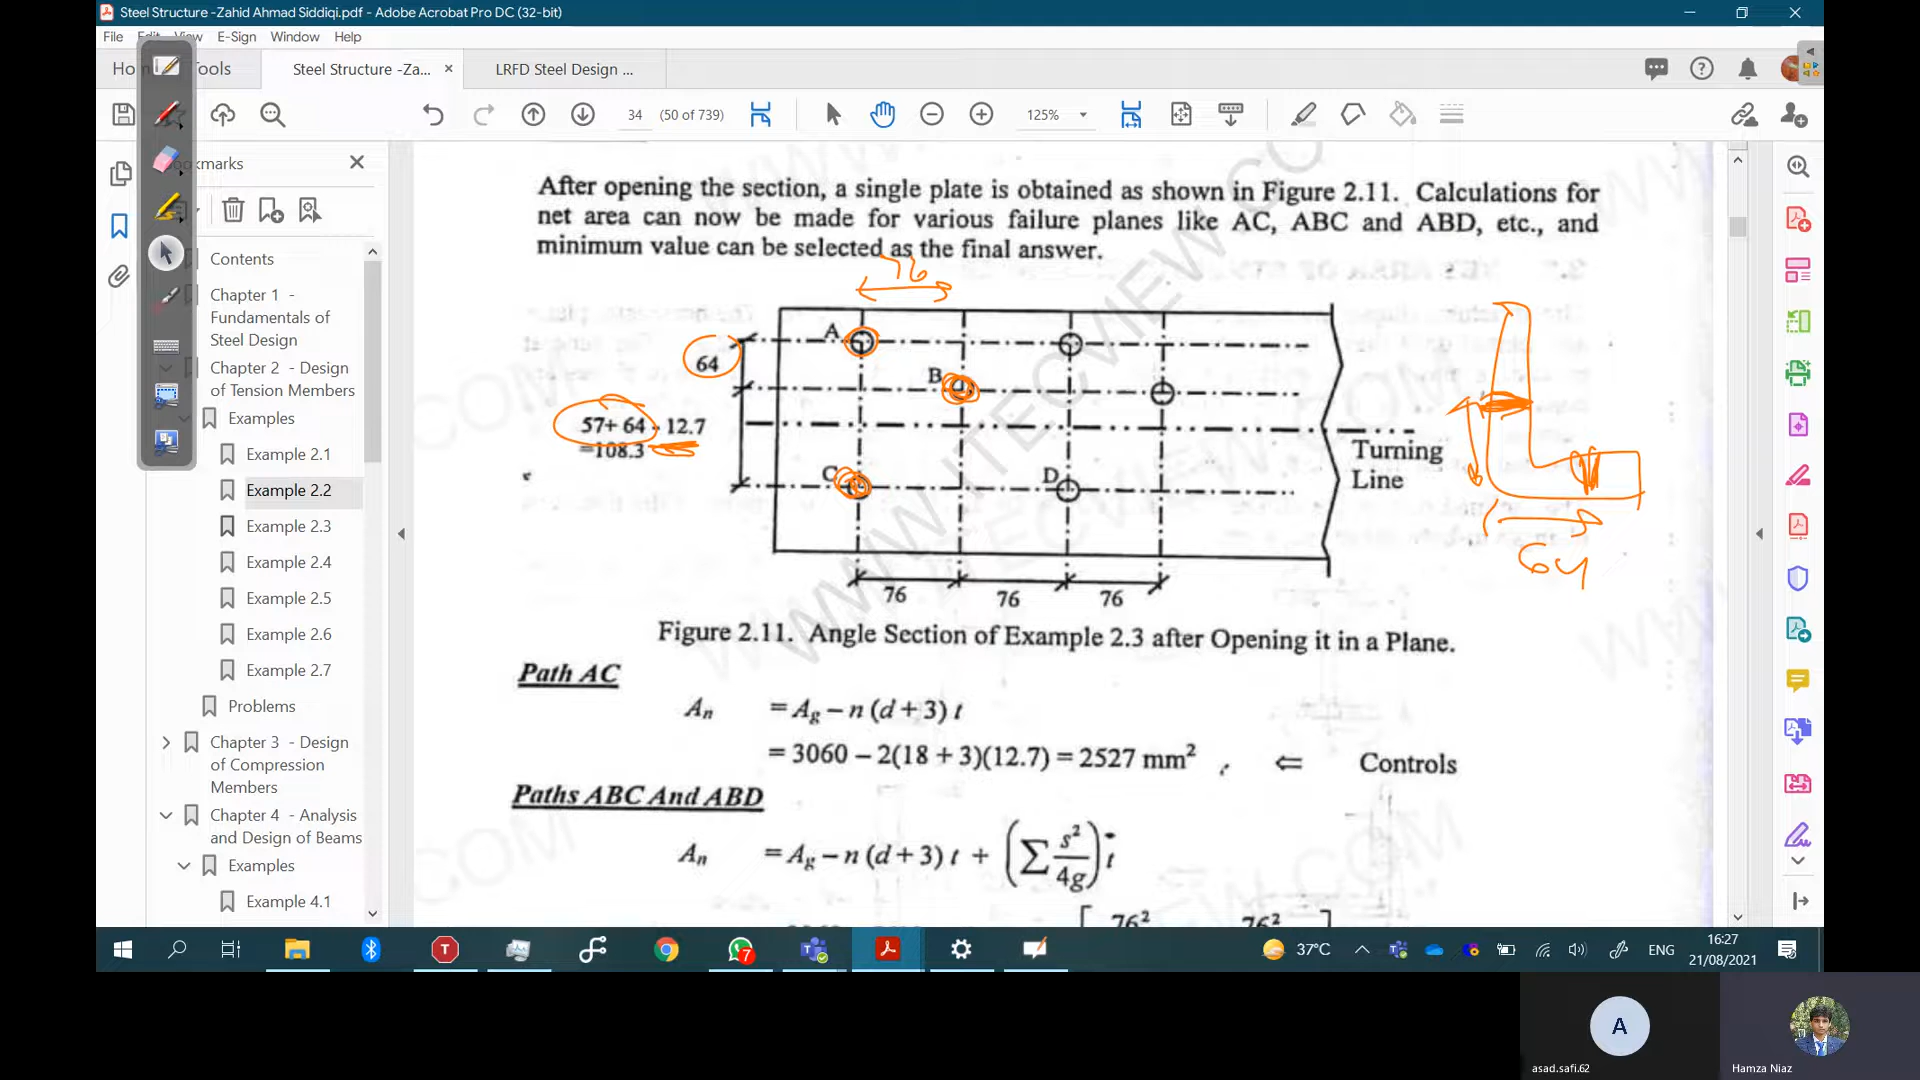 Steel Structure -Zahid Ahmad Siddiqi.pdf - Adobe Acrobat Pro DC (32-bit)
File Edit View E-Sign Window Help
Steel Structure -Za... × LRFD Steel Design ...
34 (50 of 739) 125%
Contents
Chapter 1 -
Fundamentals of
Steel Design
Chapter 2 - Design
of Tension Members
Examples
Example 2.1
Example 2.2
Example 2.3
Example 2.4
Example 2.5
Example 2.6
Example 2.7
Problems
Chapter 3 - Design
of Compression
Members
Chapter 4 - Analysis
and Design of Beams
Examples
Example 4.1
After opening the section, a single plate is obtained as shown in Figure 2.11. Calculations for
net area can now be made for various failure planes like AC, ABC and ABD, etc., and
minimum value can be selected as the final answer.
76
A
64
B
57+ 64 - 12.7
=108.3
C
D
Turning
Line
64
76 76 76
Figure 2.11. Angle Section of Example 2.3 after Opening it in a Plane.
Path AC
An = Ag – n (d + 3) t
= 3060 – 2(18 + 3)(12.7) = 2527 mm² ⇐ Controls
Paths ABC And ABD
An = Ag – n (d + 3) t + (∑ s²/4g) t
76² 76²
37°C ENG 16:27
21/08/2021
A
asad.safi.62 Hamza Niaz